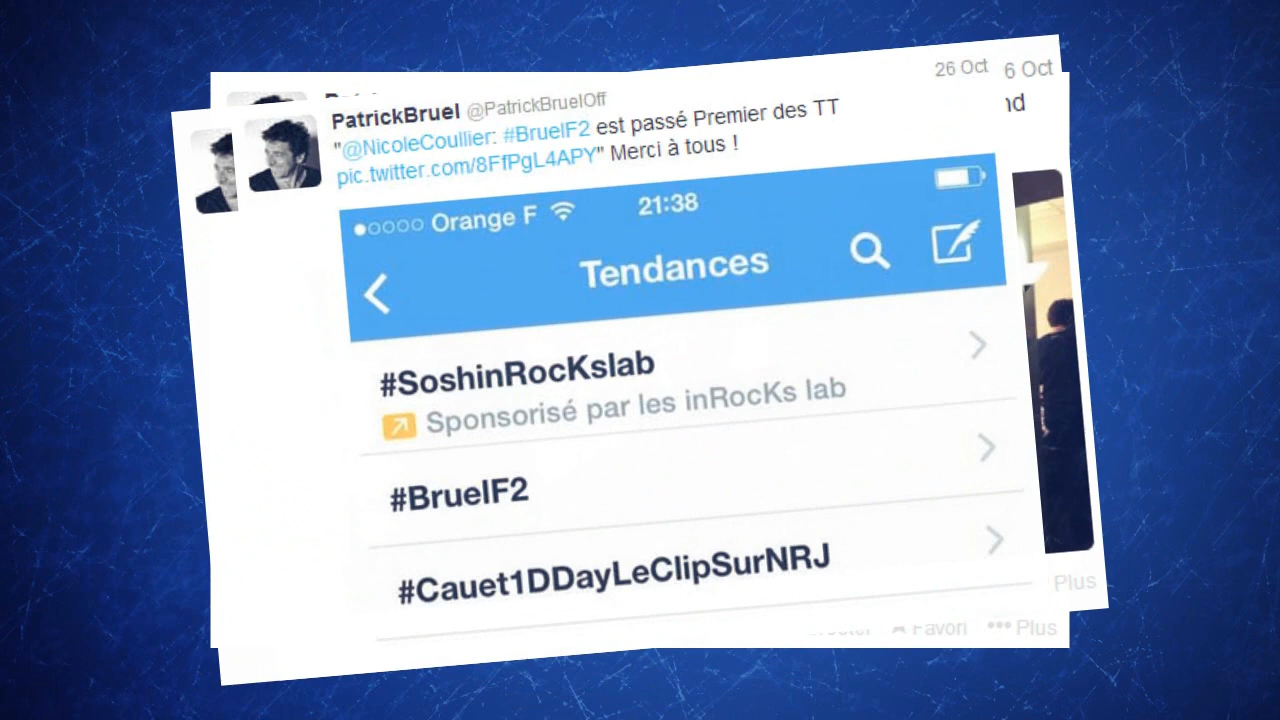 26 Oct
6 Oct
PatrickBruel @PatrickBruelOff
"@NicoleCoullier: #BruelF2 est passé Premier des TT
pic.twitter.com/8FfPgL4APY" Merci à tous !
Orange F 21:38
Tendances
#SoshinRocKslab
Sponsorisé par les inRocKs lab
#BruelF2
#Cauet1DDayLeClipSurNRJ
Plus
Favori ••• Plus